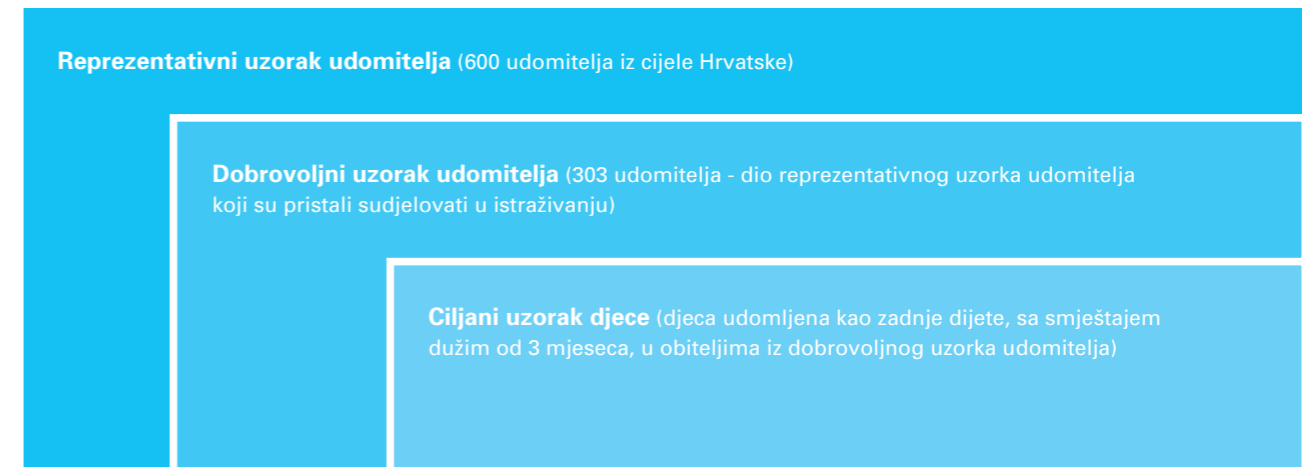 Reprezentativni uzorak udomitelja (600 udomitelja iz cijele Hrvatske)
Dobrovoljni uzorak udomitelja (303 udomitelja - dio reprezentativnog uzorka udomitelja
koji su pristali sudjelovati u istraživanju)
Ciljani uzorak djece (djeca udomljena kao zadnje dijete, sa smještajem
dužim od 3 mjeseca, u obiteljima iz dobrovoljnog uzorka udomitelja)